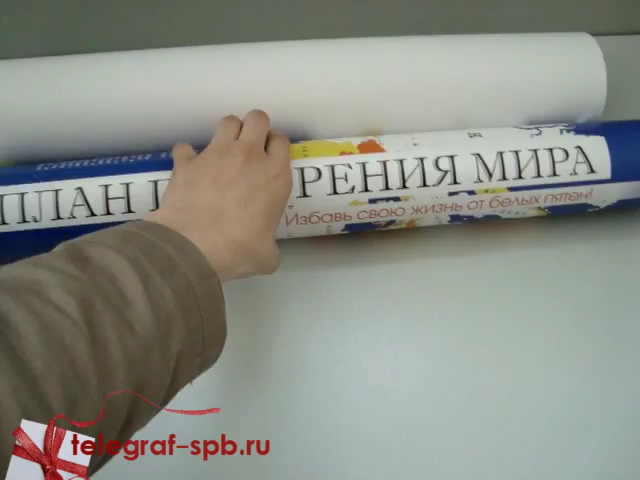 ПЛАН П РЕНИЯ МИРА
Избавь свою жизнь от белых пятен!
telegraf-spb.ru